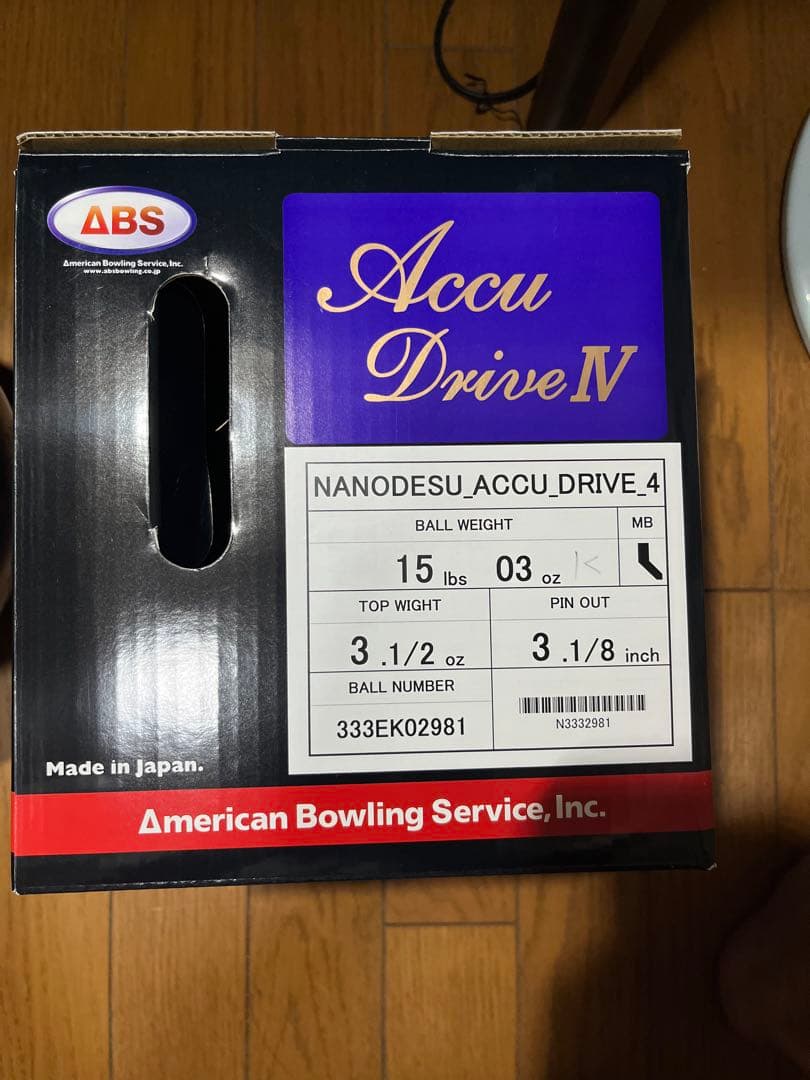 ABS
American Bowling Service, Inc.
www.absbowling.co.jp
Accu
Drive IV
NANODESU_ACCU_DRIVE_4
BALL WEIGHT
MB
15 lbs 03 oz
TOP WIGHT
PIN OUT
3 .1/2 oz
3 .1/8 inch
BALL NUMBER
333EK02981
N3332981
Made in Japan.
American Bowling Service, Inc.